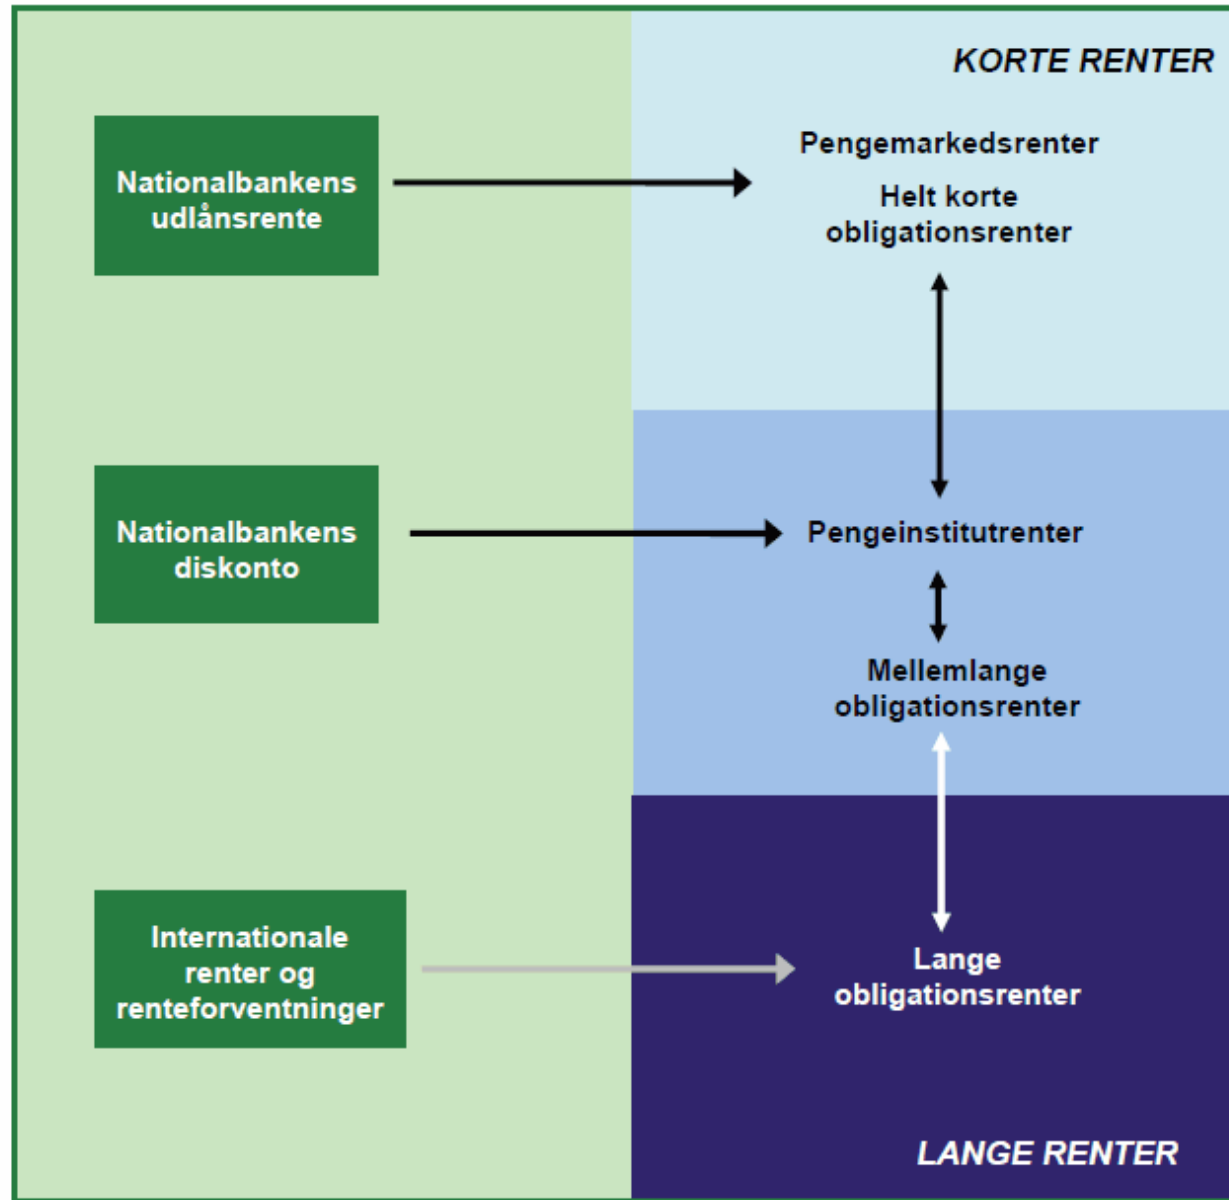 KORTE RENTER
Nationalbankens
udlånsrente
Pengemarkedsrenter
Helt korte
obligationsrenter
Nationalbankens
diskonto
Pengeinstitutrenter
Mellemlange
obligationsrenter
Internationale
renter og
renteforventninger
Lange
obligationsrenter
LANGE RENTER